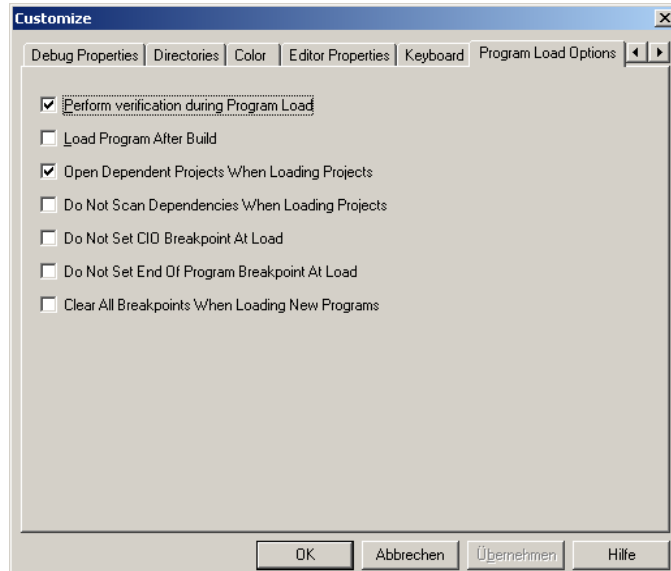 Customize
Debug Properties Directories Color Editor Properties Keyboard Program Load Options
Perform verification during Program Load
Load Program After Build
Open Dependent Projects When Loading Projects
Do Not Scan Dependencies When Loading Projects
Do Not Set CIO Breakpoint At Load
Do Not Set End Of Program Breakpoint At Load
Clear All Breakpoints When Loading New Programs
OK Abbrechen Übernehmen Hilfe